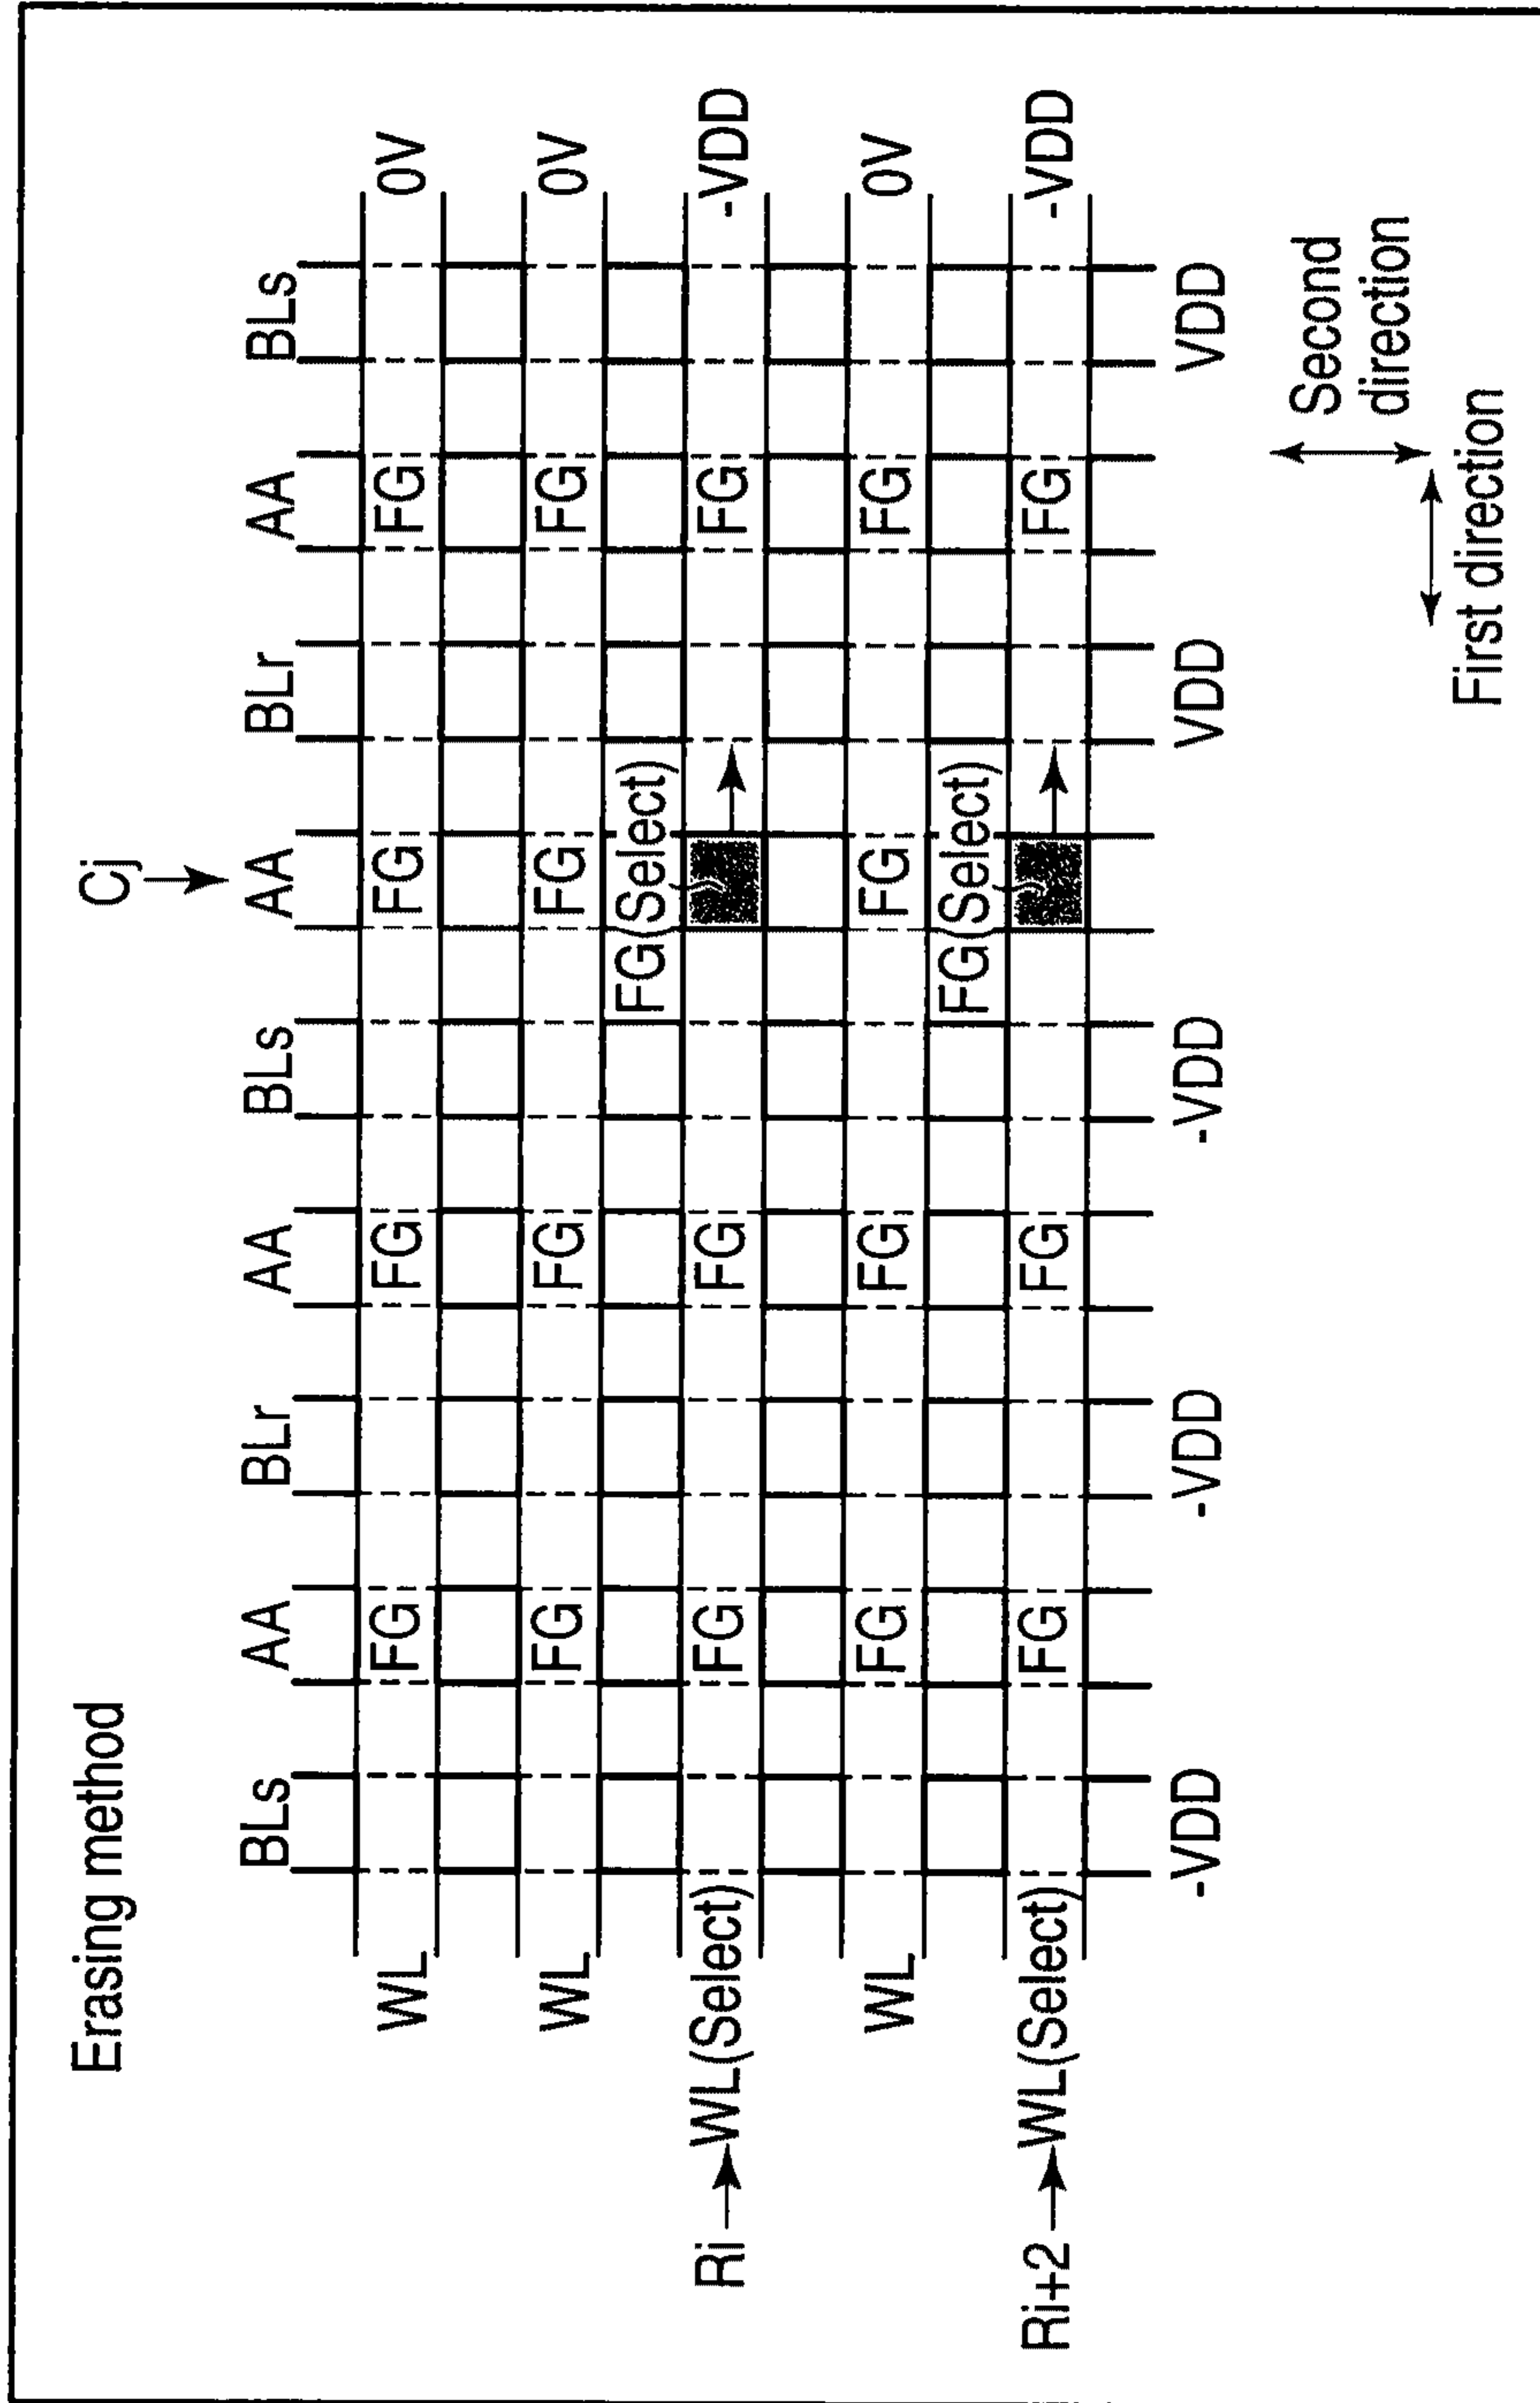 Erasing method
Cj
BLs AA BLr AA BLs AA BLr AA BLs
WL FG FG FG FG 0V
WL FG FG FG FG 0V
FG(Select)
Ri WL(Select) FG FG FG -VDD
WL FG FG FG FG 0V
FG(Select)
Ri+2 WL(Select) FG FG FG -VDD
-VDD -VDD -VDD VDD VDD
Second
direction
First direction